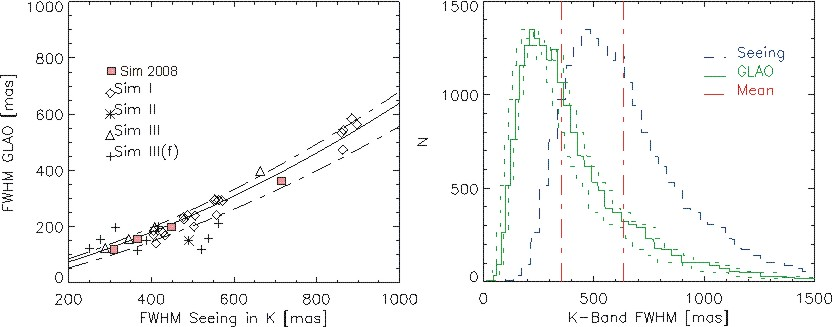 1000
800
600
400
200
0
FWHM GLAO [mas]
Sim 2008
Sim I
Sim II
Sim III
Sim III(f)
200 400 600 800 1000
FWHM Seeing in K [mas]
1500
1000
500
0
N
Seeing
GLAO
Mean
0 500 1000 1500
K-Band FWHM [mas]